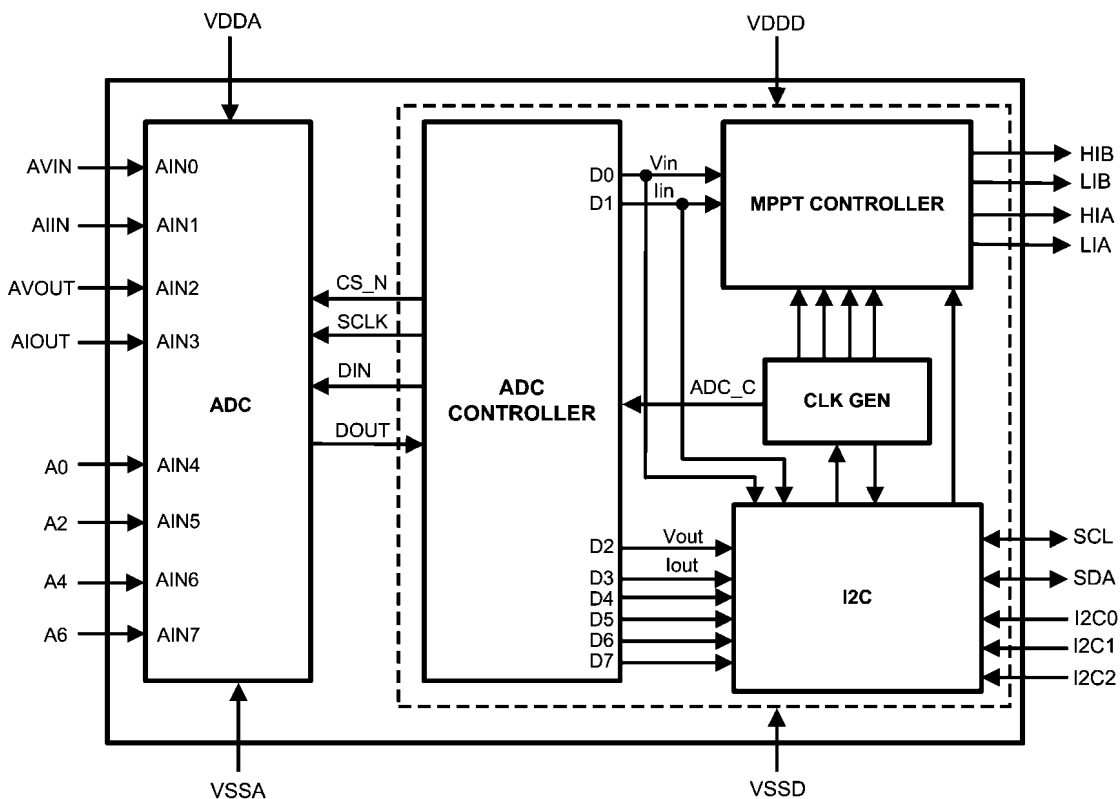 VDDA
VDDD
AVIN
AIN0
D0
Vin
HIB
D1
Iin
LIB
MPPT CONTROLLER
AIIN
AIN1
HIA
LIA
AVOUT
AIN2
CS_N
SCLK
AIOUT
AIN3
DIN
ADC
ADC
CONTROLLER
ADC_C
CLK GEN
DOUT
A0
AIN4
A2
AIN5
D2
Vout
SCL
A4
AIN6
D3
Iout
SDA
D4
I2C
D5
I2C0
A6
AIN7
D6
I2C1
D7
I2C2
VSSA
VSSD